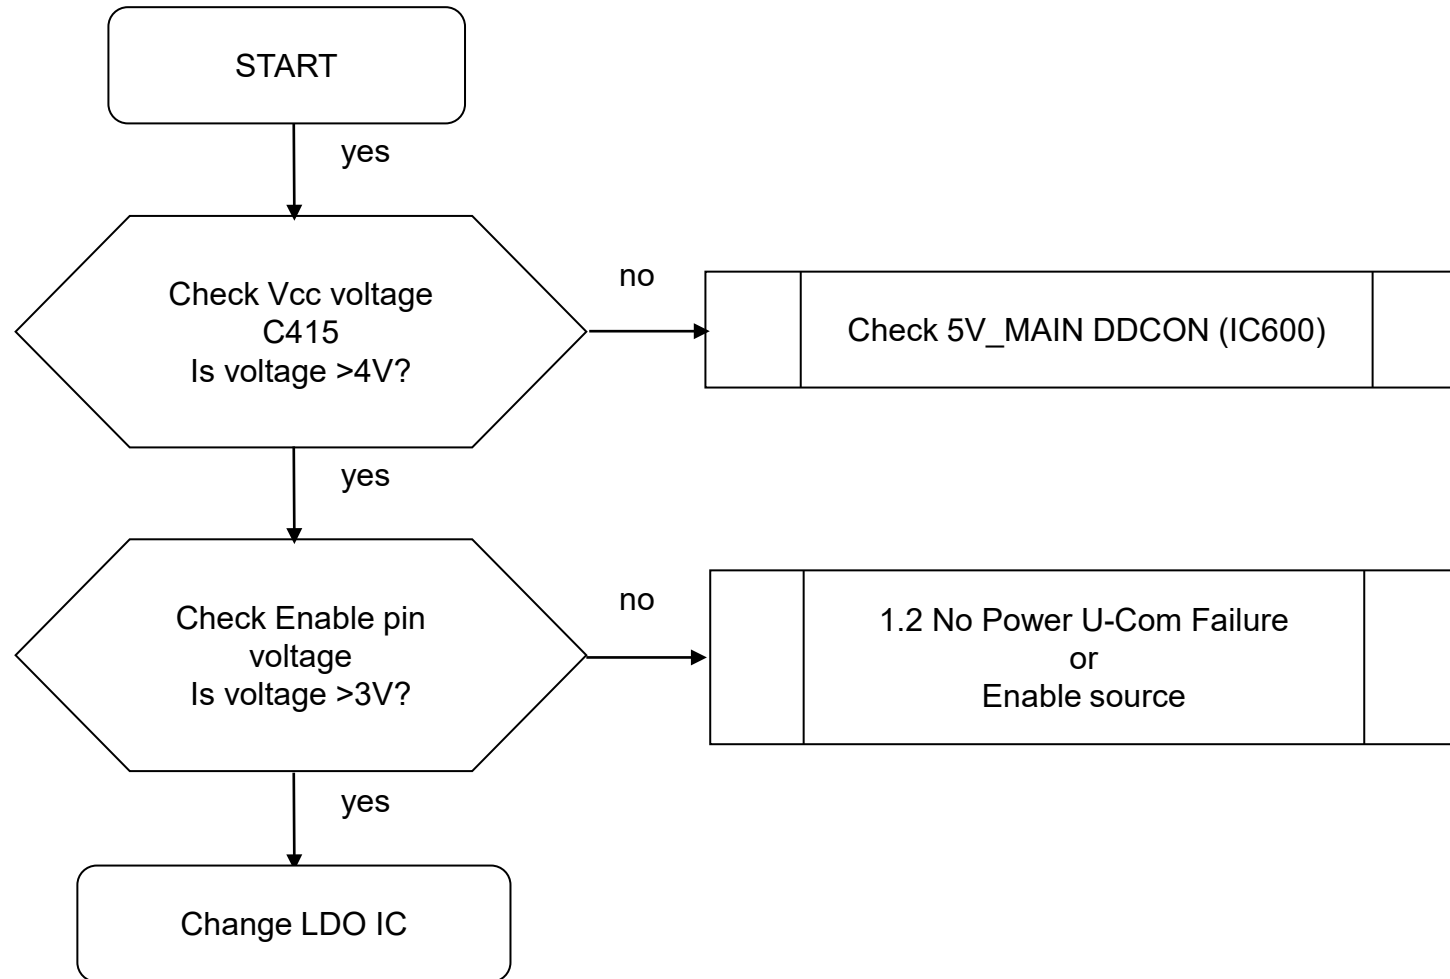 START
yes
Check Vcc voltage
C415
Is voltage >4V?
no
Check 5V_MAIN DDCON (IC600)
yes
Check Enable pin
voltage
Is voltage >3V?
no
1.2 No Power U-Com Failure
or
Enable source
yes
Change LDO IC